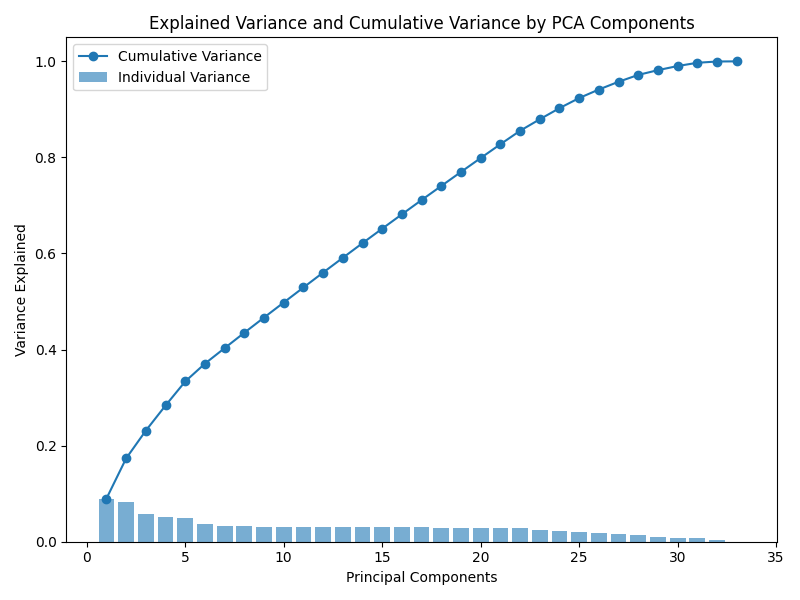 Explained Variance and Cumulative Variance by PCA Components
Cumulative Variance
Individual Variance
Variance Explained
1.0
0.8
0.6
0.4
0.2
0.0
0 5 10 15 20 25 30 35
Principal Components